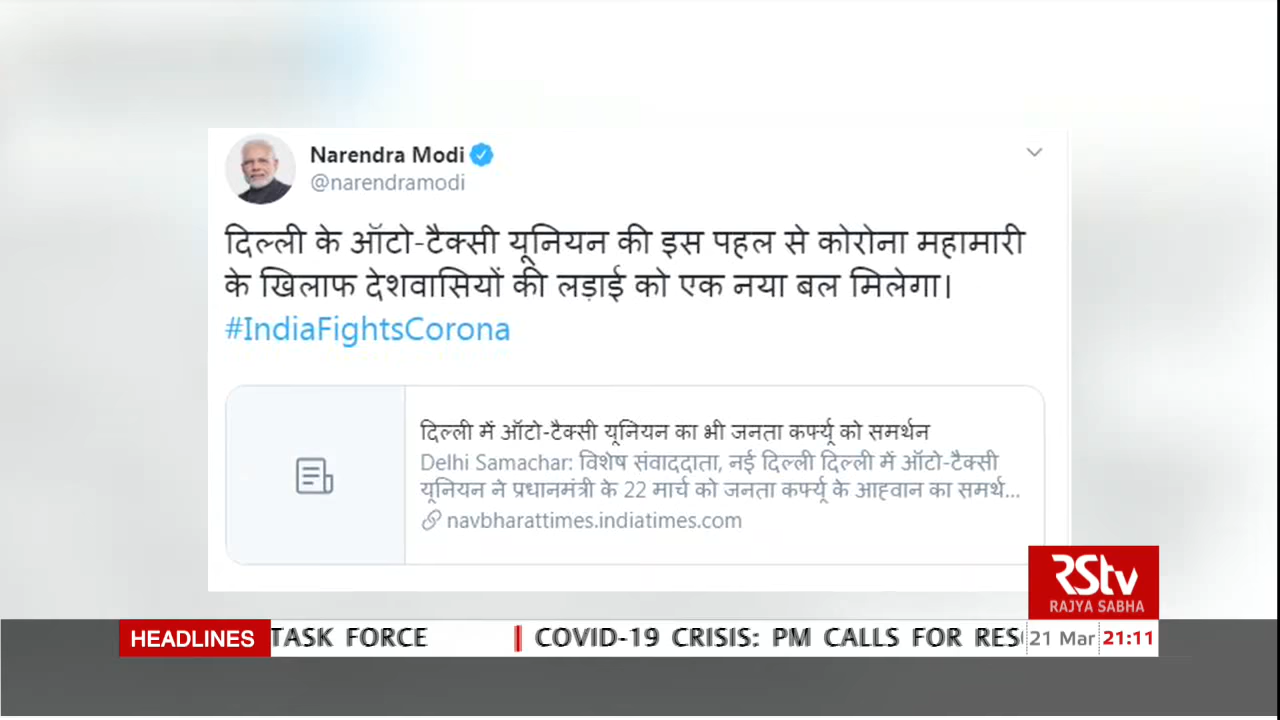 Narendra Modi
@narendramodi
दिल्ली के ऑटो-टैक्सी यूनियन की इस पहल से कोरोना महामारी
के खिलाफ देशवासियों की लड़ाई को एक नया बल मिलेगा।
#IndiaFightsCorona
दिल्ली में ऑटो-टैक्सी यूनियन का भी जनता कर्फ्यू को समर्थन
Delhi Samachar: विशेष संवाददाता, नई दिल्ली दिल्ली में ऑटो-टैक्सी
यूनियन ने प्रधानमंत्री के 22 मार्च को जनता कर्फ्यू के आह्वान का समर्थ...
navbharattimes.indiatimes.com
RStv
RAJYA SABHA
HEADLINES TASK FORCE COVID-19 CRISIS: PM CALLS FOR 21 Mar 21:11